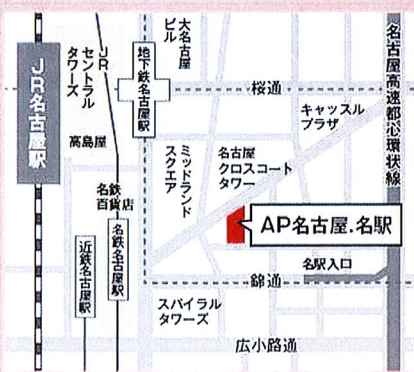 大名古屋
ビル
JR
セントラル
タワーズ
地下鉄名古屋駅
JR名古屋駅
高島屋
桜通
キャッスル
プラザ
名古屋高速都心環状線
ミッドランド
スクエア
名古屋
クロスコート
タワー
名鉄
百貨店
名鉄名古屋駅
近鉄名古屋駅
AP名古屋.名駅
名駅入口
錦通
スパイラル
タワーズ
広小路通